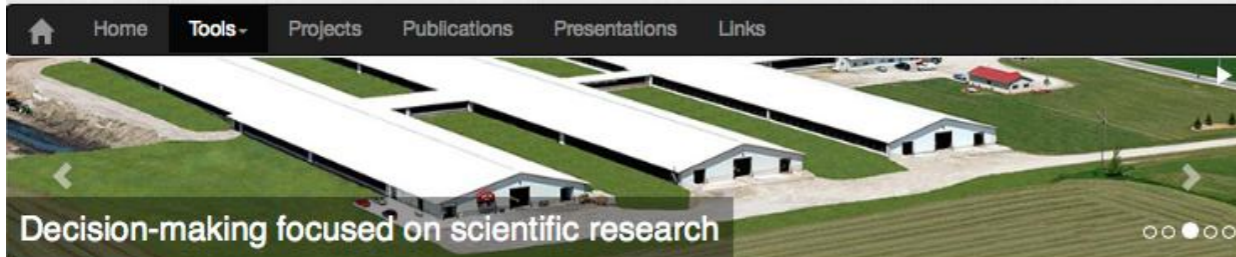 Home Tools Projects Publications Presentations Links
Decision-making focused on scientific research